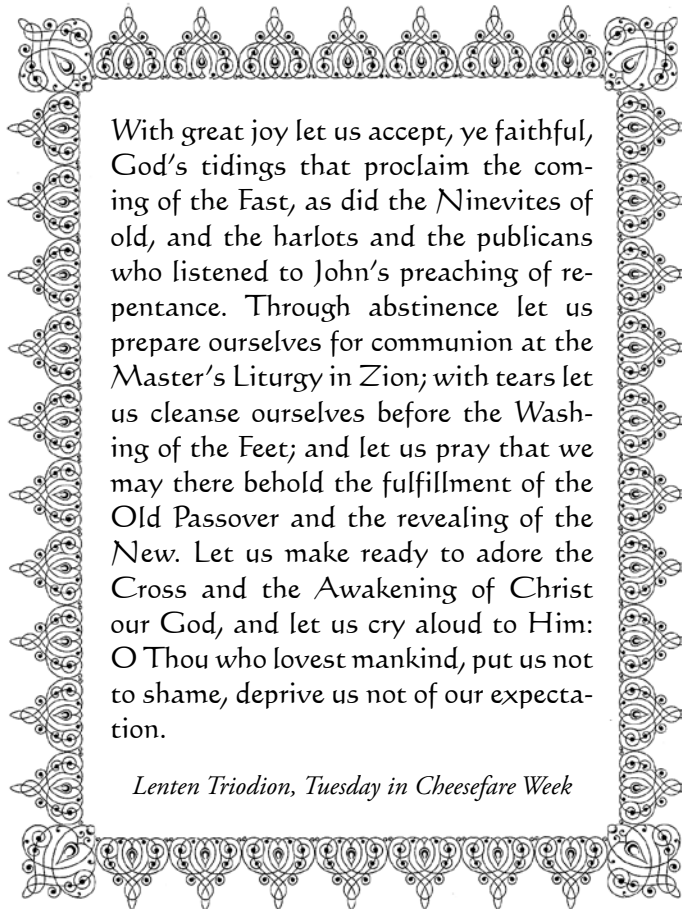 With great joy let us accept, ye faithful,
God's tidings that proclaim the com-
ing of the Fast, as did the Ninevites of
old, and the harlots and the publicans
who listened to John's preaching of re-
pentance. Through abstinence let us
prepare ourselves for communion at the
Master's Liturgy in Zion; with tears let
us cleanse ourselves before the Wash-
ing of the Feet; and let us pray that we
may there behold the fulfillment of the
Old Passover and the revealing of the
New. Let us make ready to adore the
Cross and the Awakening of Christ
our God, and let us cry aloud to Him:
O Thou who lovest mankind, put us not
to shame, deprive us not of our expecta-
tion.
Lenten Triodion, Tuesday in Cheesefare Week